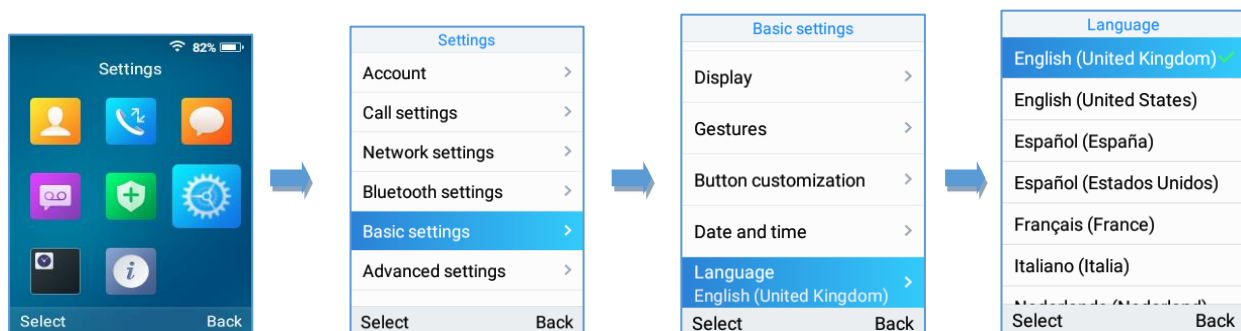 82%
Settings
Select Back
Settings
Account
Call settings
Network settings
Bluetooth settings
Basic settings
Advanced settings
Select Back
Basic settings
Display
Gestures
Button customization
Date and time
Language
English (United Kingdom)
Select Back
Language
English (United Kingdom)
English (United States)
Español (España)
Español (Estados Unidos)
Français (France)
Italiano (Italia)
Select Back